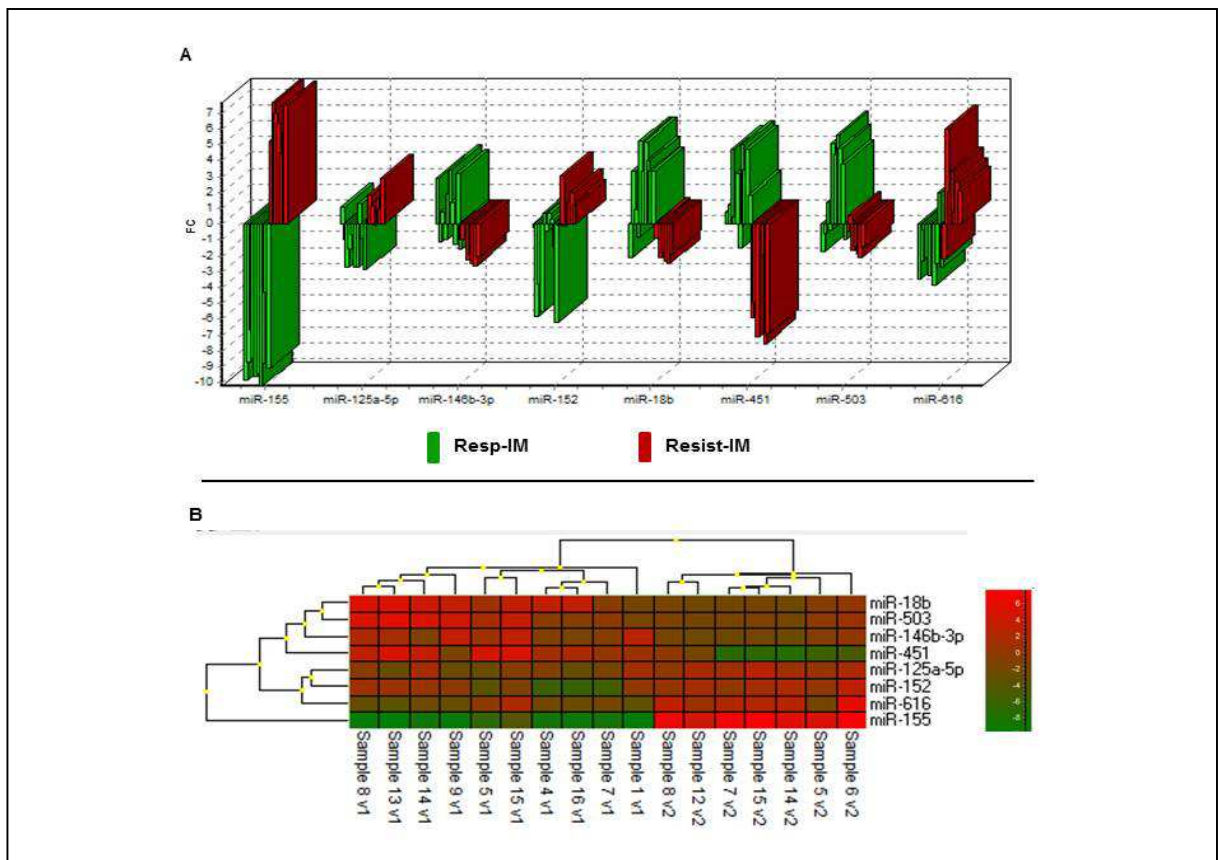 A
FC
7
6
5
4
3
2
1
0
-1
-2
-3
-4
-5
-6
-7
-8
-9
-10
miR-155 miR-125a-5p miR-146b-3p miR-152 miR-18b miR-451 miR-503 miR-616
Resp-IM Resist-IM
B
miR-18b
miR-503
miR-146b-3p
miR-451
miR-125a-5p
miR-152
miR-616
miR-155
6
4
2
0
-2
-4
-6
-8
Sample 8 v1
Sample 13 v1
Sample 14 v1
Sample 9 v1
Sample 5 v1
Sample 15 v1
Sample 4 v1
Sample 16 v1
Sample 7 v1
Sample 1 v1
Sample 8 v2
Sample 12 v2
Sample 7 v2
Sample 15 v2
Sample 14 v2
Sample 5 v2
Sample 6 v2